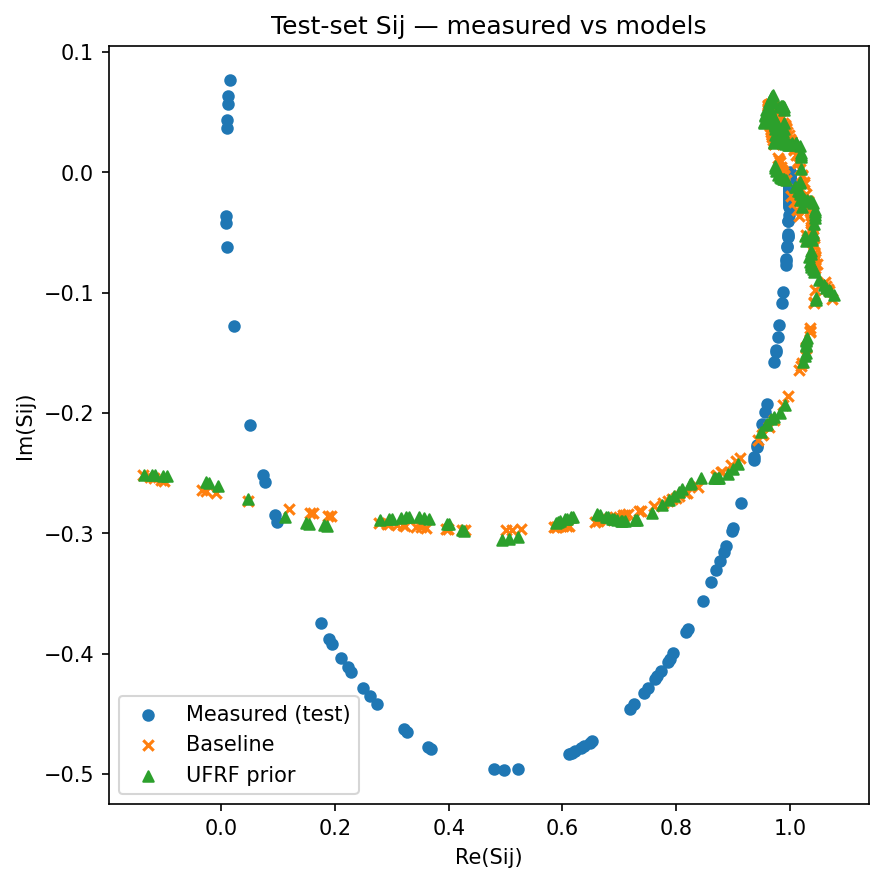 Test-set Sij — measured vs models
0.1
0.0
−0.1
−0.2
−0.3
−0.4
−0.5
Im(Sij)
Measured (test)
Baseline
UFRF prior
0.0 0.2 0.4 0.6 0.8 1.0
Re(Sij)